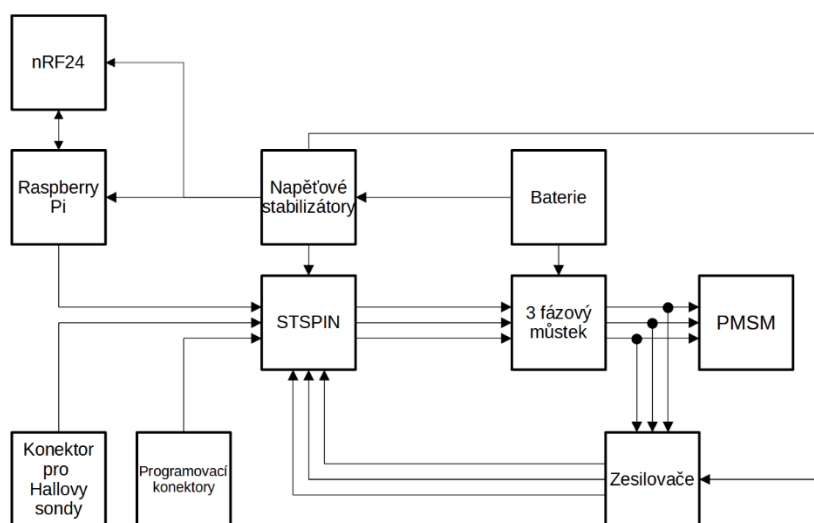 nRF24
Raspberry
Pi
Napěťové
stabilizátory
Baterie
STSPIN
3 fázový
můstek
PMSM
Konektor
pro
Hallovy
sondy
Programovací
konektory
Zesilovače